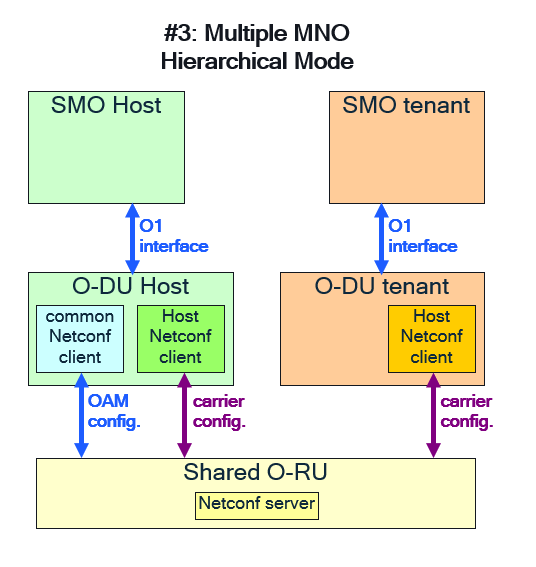 #3: Multiple MNO
Hierarchical Mode
SMO Host
SMO tenant
O1
interface
O1
interface
O-DU Host
common
Netconf
client
Host
Netconf
client
O-DU tenant
Host
Netconf
client
OAM
config.
carrier
config.
carrier
config.
Shared O-RU
Netconf server